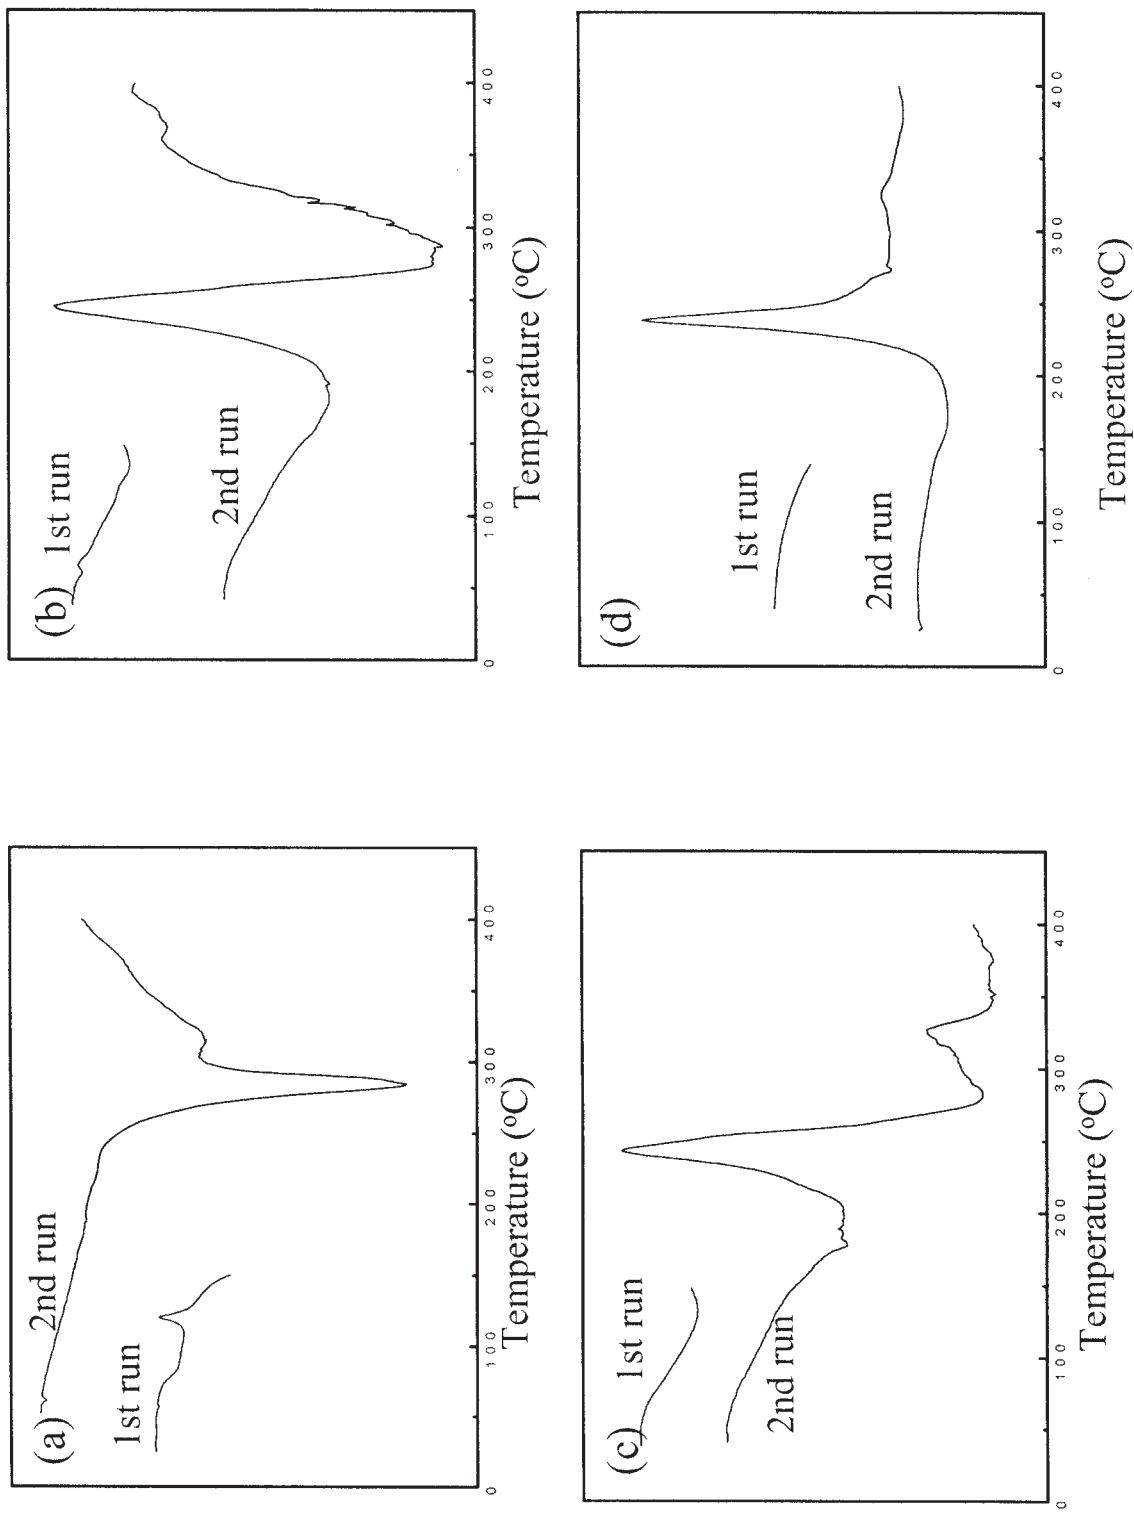 (a)
2nd run
1st run
0 100 200 300 400
Temperature (ºC)
(b)
1st run
2nd run
0 100 200 300 400
Temperature (ºC)
(c)
1st run
2nd run
0 100 200 300 400
Temperature (ºC)
(d)
1st run
2nd run
0 100 200 300 400
Temperature (ºC)